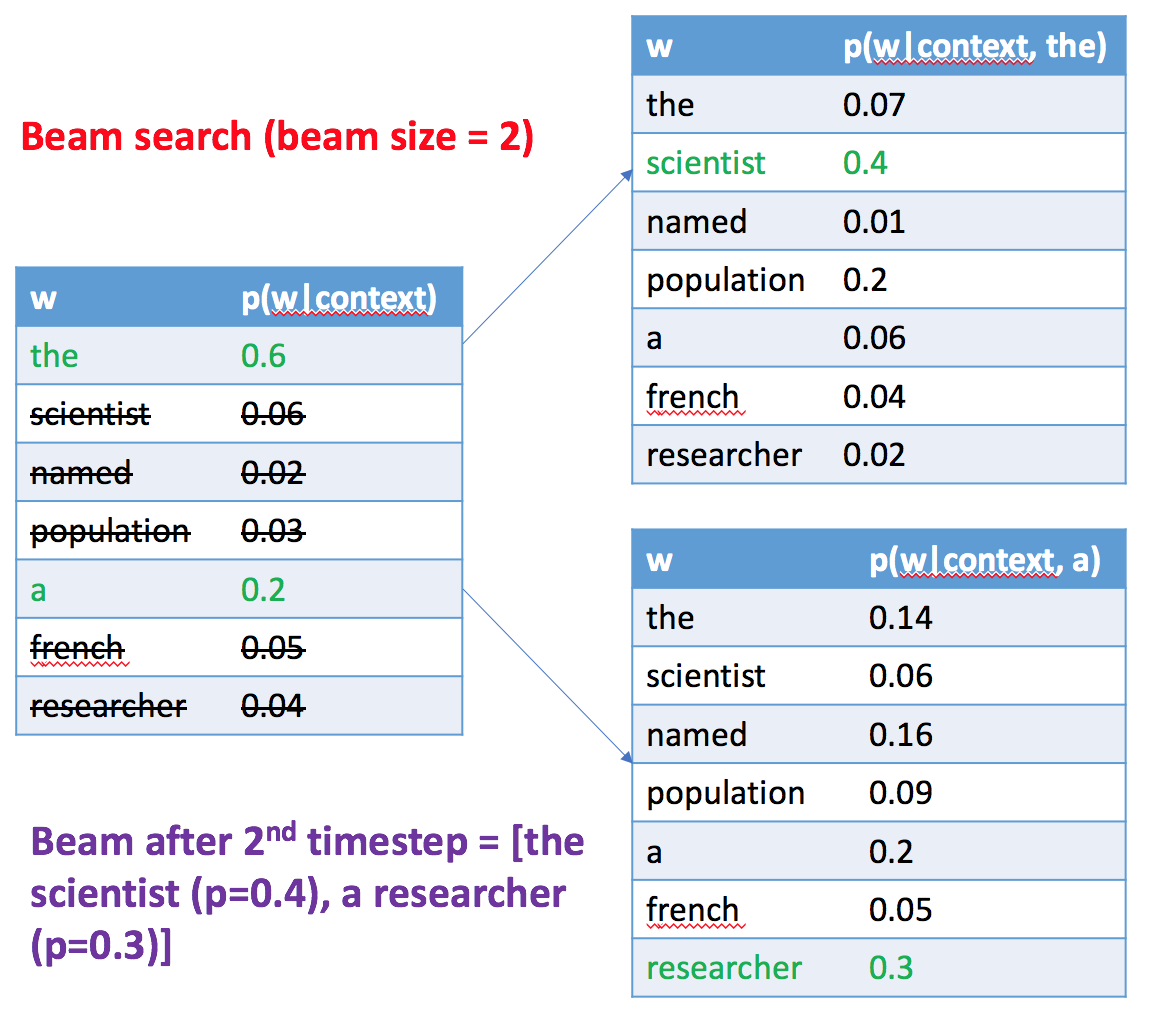 Beam search (beam size = 2)
w p(w|context)
the 0.6
scientist 0.06
named 0.02
population 0.03
a 0.2
french 0.05
researcher 0.04
w p(w|context, the)
the 0.07
scientist 0.4
named 0.01
population 0.2
a 0.06
french 0.04
researcher 0.02
w p(w|context, a)
the 0.14
scientist 0.06
named 0.16
population 0.09
a 0.2
french 0.05
researcher 0.3
Beam after 2nd timestep = [the
scientist (p=0.4), a researcher
(p=0.3)]